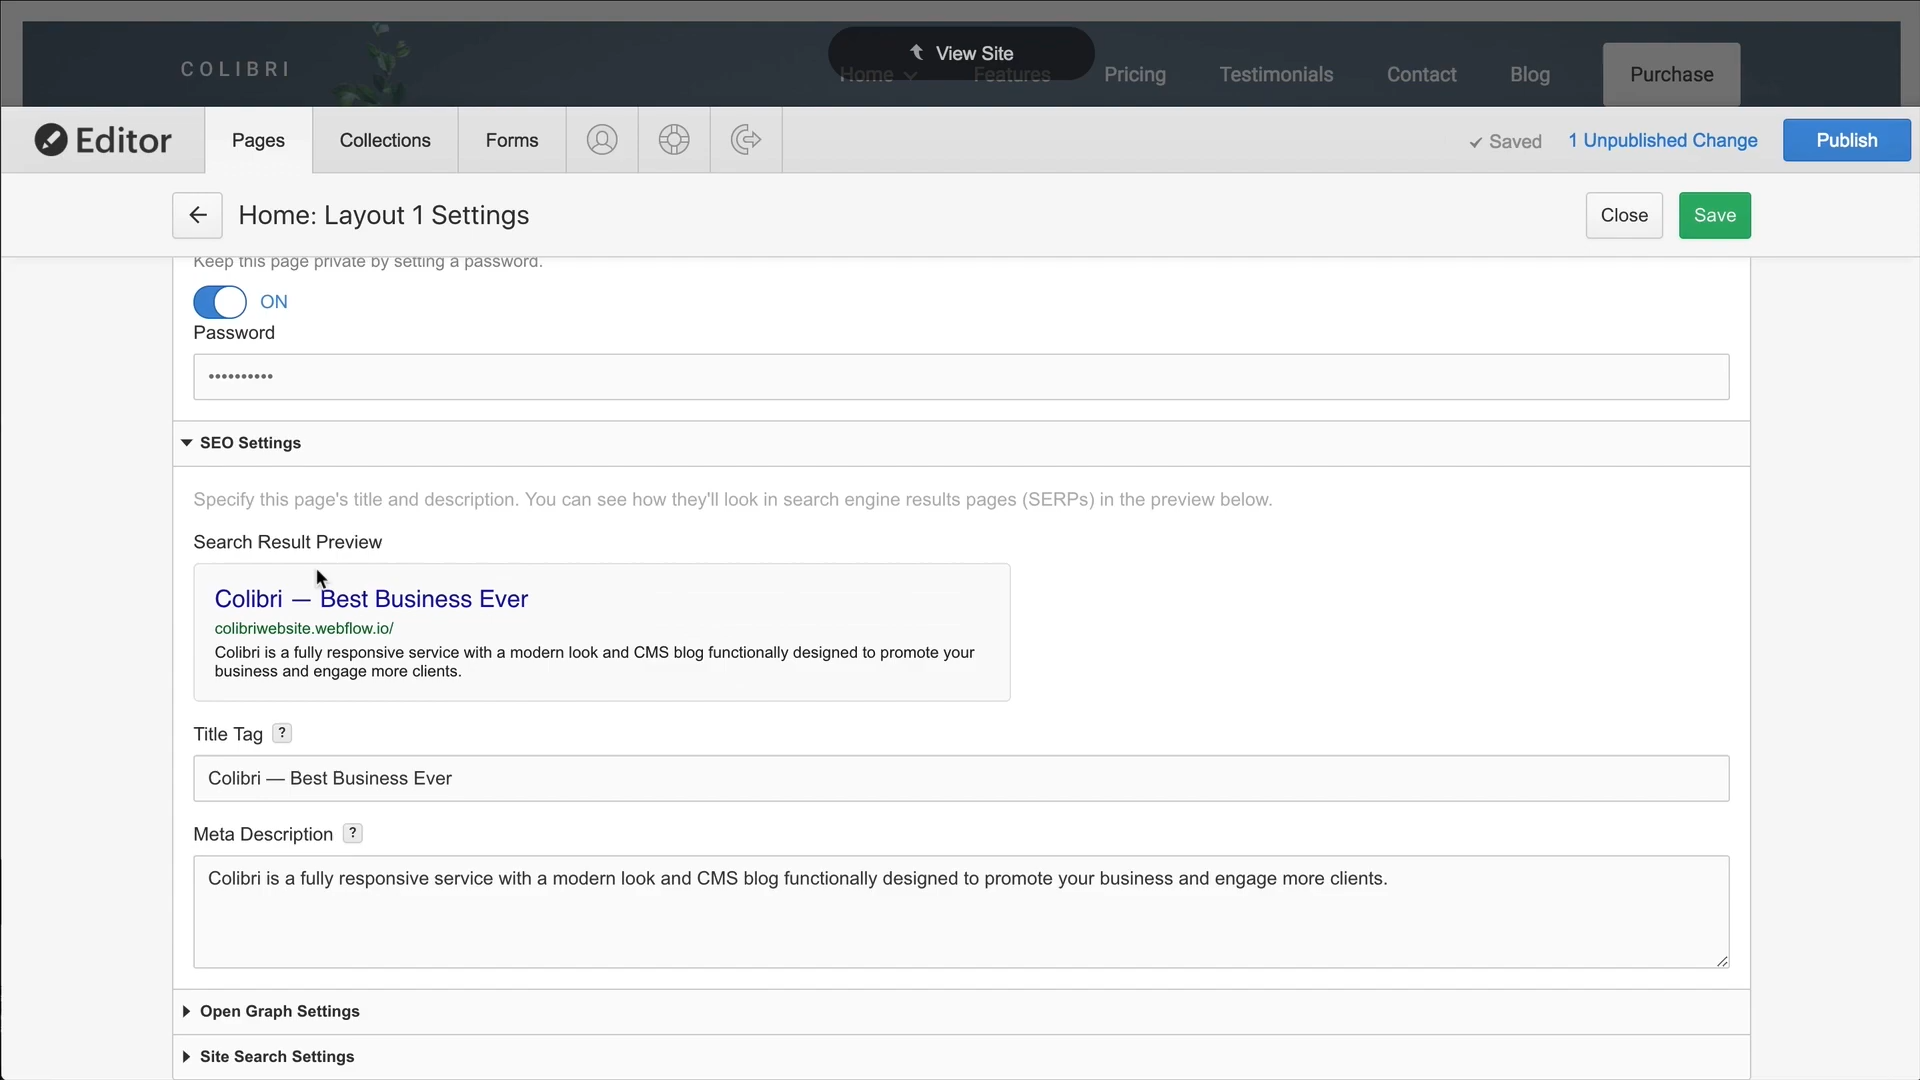 View Site
COLIBRI
Home Features Pricing Testimonials Contact Blog Purchase
Editor Pages Collections Forms ✓ Saved 1 Unpublished Change Publish
← Home: Layout 1 Settings Close Save
Keep this page private by setting a password.
ON
Password
••••••••••
SEO Settings
Specify this page's title and description. You can see how they'll look in search engine results pages (SERPs) in the preview below.
Search Result Preview
Colibri — Best Business Ever
colibriwebsite.webflow.io/
Colibri is a fully responsive service with a modern look and CMS blog functionally designed to promote your
business and engage more clients.
Title Tag ?
Colibri — Best Business Ever
Meta Description ?
Colibri is a fully responsive service with a modern look and CMS blog functionally designed to promote your business and engage more clients.
Open Graph Settings
Site Search Settings